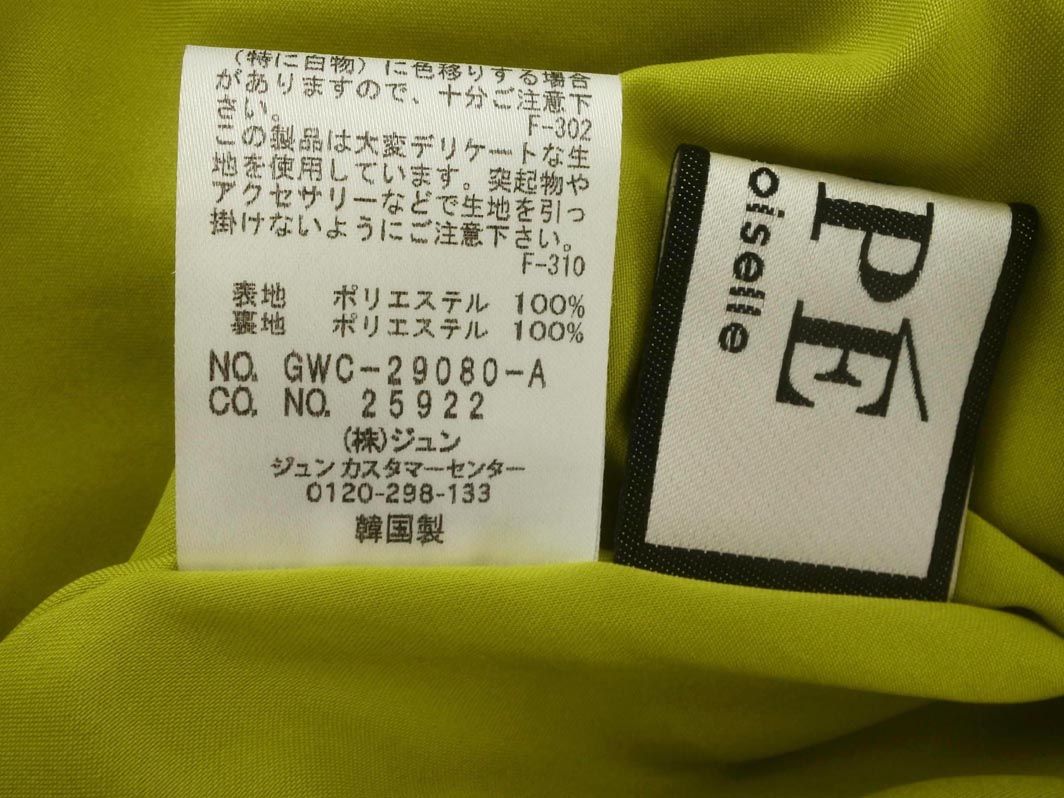 （特に白物）に色移りする場合
がありますので、十分ご注意下
さい。
F-302
この製品は大変デリケートな生
地を使用しています。突起物や
アクセサリーなどで生地を引っ
掛けないようにご注意下さい。
F-310
表地 ポリエステル 100%
裏地 ポリエステル 100%
NO. GWC-29080-A
CO. NO. 25922
(株)ジュン
ジュンカスタマーセンター
0120-298-133
韓国製
PÉ
oiselle